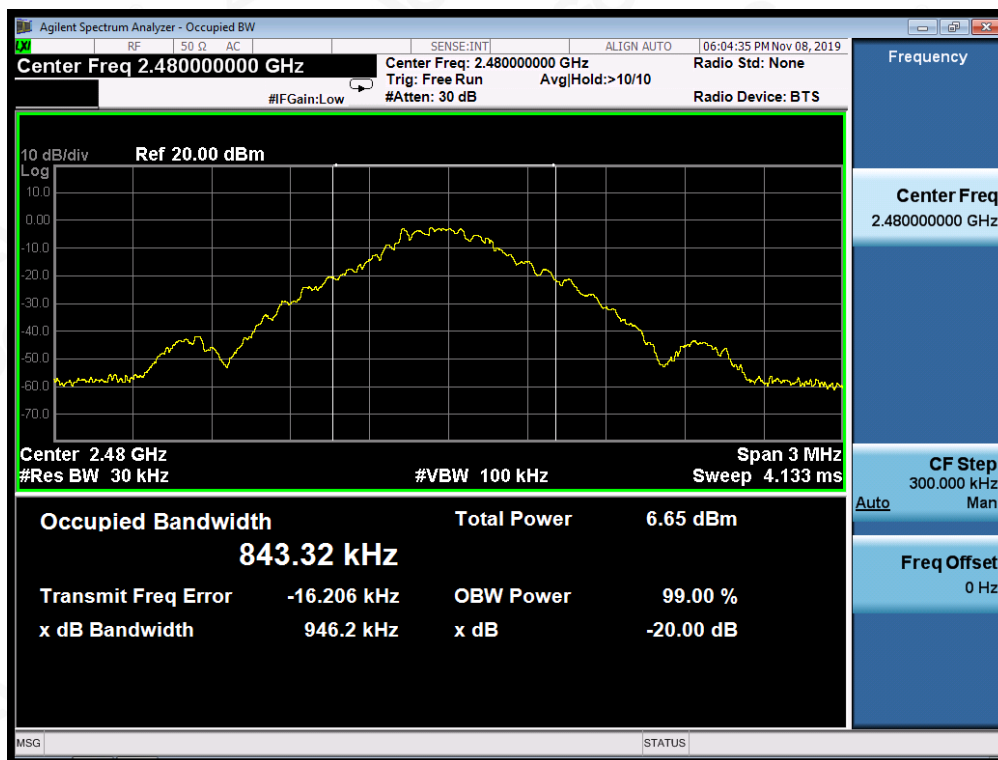 Agilent Spectrum Analyzer - Occupied BW
LXI RF 50 Ω AC SENSE:INT ALIGN AUTO 06:04:35 PM Nov 08, 2019
Center Freq 2.480000000 GHz
Center Freq: 2.480000000 GHz Radio Std: None
Trig: Free Run Avg|Hold:>10/10
#IFGain:Low #Atten: 30 dB Radio Device: BTS
10 dB/div Ref 20.00 dBm
Log
10.0
0.00
-10.0
-20.0
-30.0
-40.0
-50.0
-60.0
-70.0
Center 2.48 GHz Span 3 MHz
#Res BW 30 kHz #VBW 100 kHz Sweep 4.133 ms
Occupied Bandwidth Total Power 6.65 dBm
843.32 kHz
Transmit Freq Error -16.206 kHz OBW Power 99.00 %
x dB Bandwidth 946.2 kHz x dB -20.00 dB
MSG STATUS
Frequency
Center Freq
2.480000000 GHz
CF Step
300.000 kHz
Auto Man
Freq Offset
0 Hz